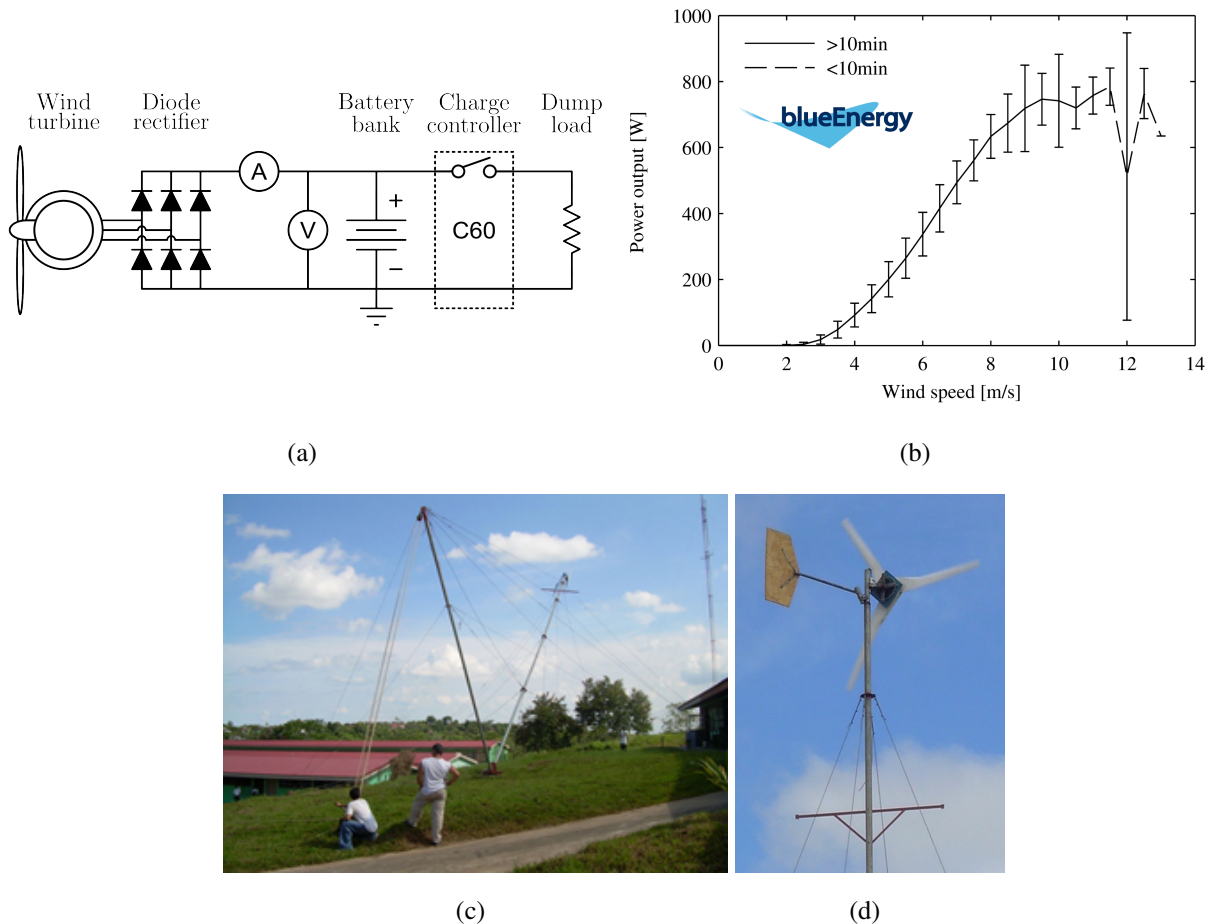 Wind
turbine
Diode
rectifier
Battery
bank
Charge
controller
Dump
load
A
V
+
−
C60
(a)
1000
800
600
400
200
0
Power output [W]
>10min
<10min
blueEnergy
0 2 4 6 8 10 12 14
Wind speed [m/s]
(b)
(c)
(d)